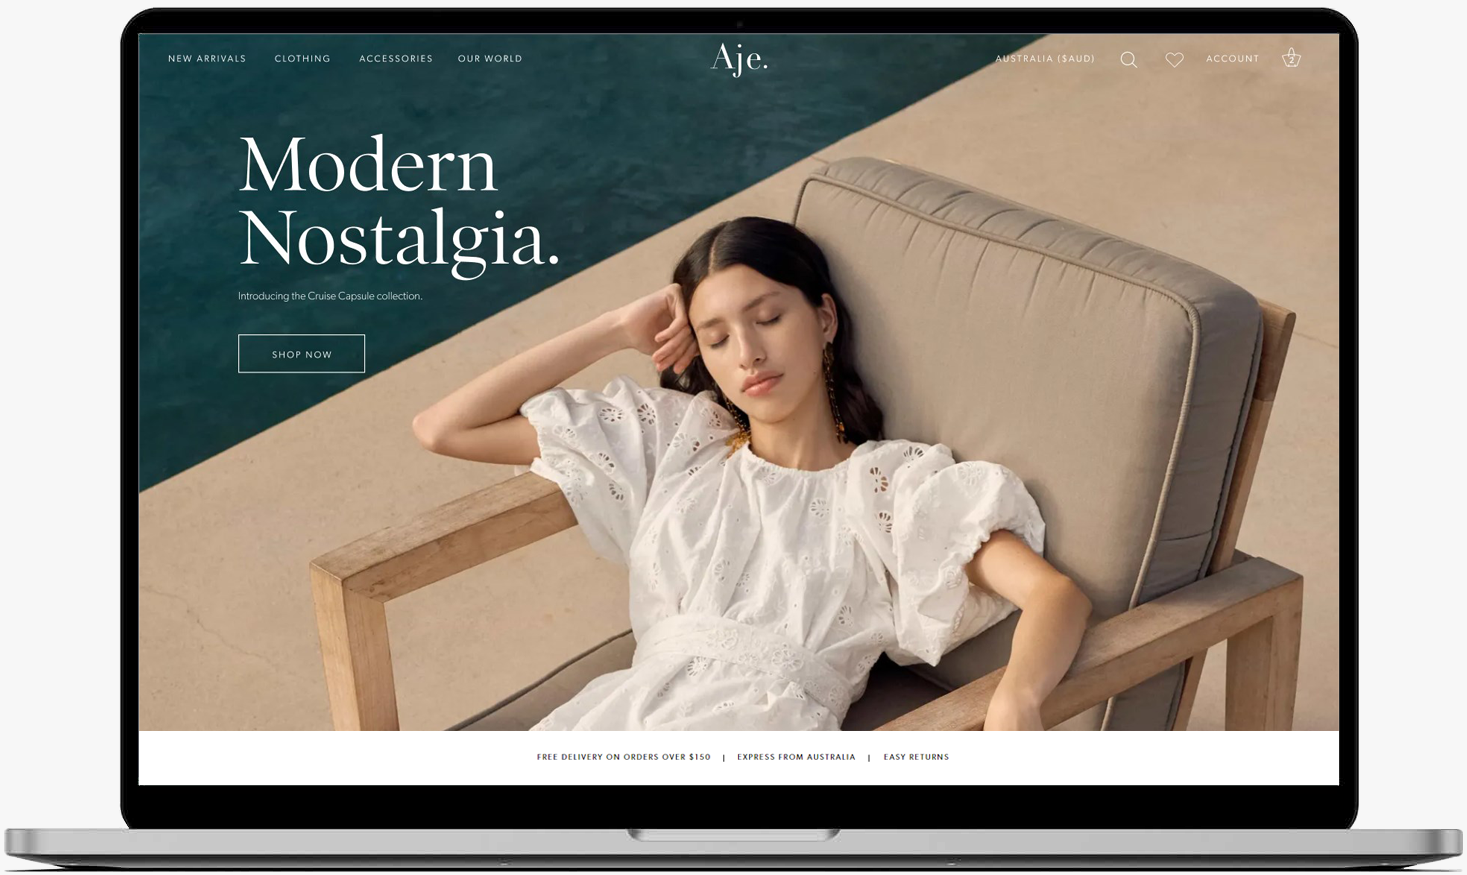 NEW ARRIVALS CLOTHING ACCESSORIES OUR WORLD Aje. AUSTRALIA ($AUD) ACCOUNT 2
Modern
Nostalgia.
Introducing the Cruise Capsule collection.
SHOP NOW
FREE DELIVERY ON ORDERS OVER $150 | EXPRESS FROM AUSTRALIA | EASY RETURNS